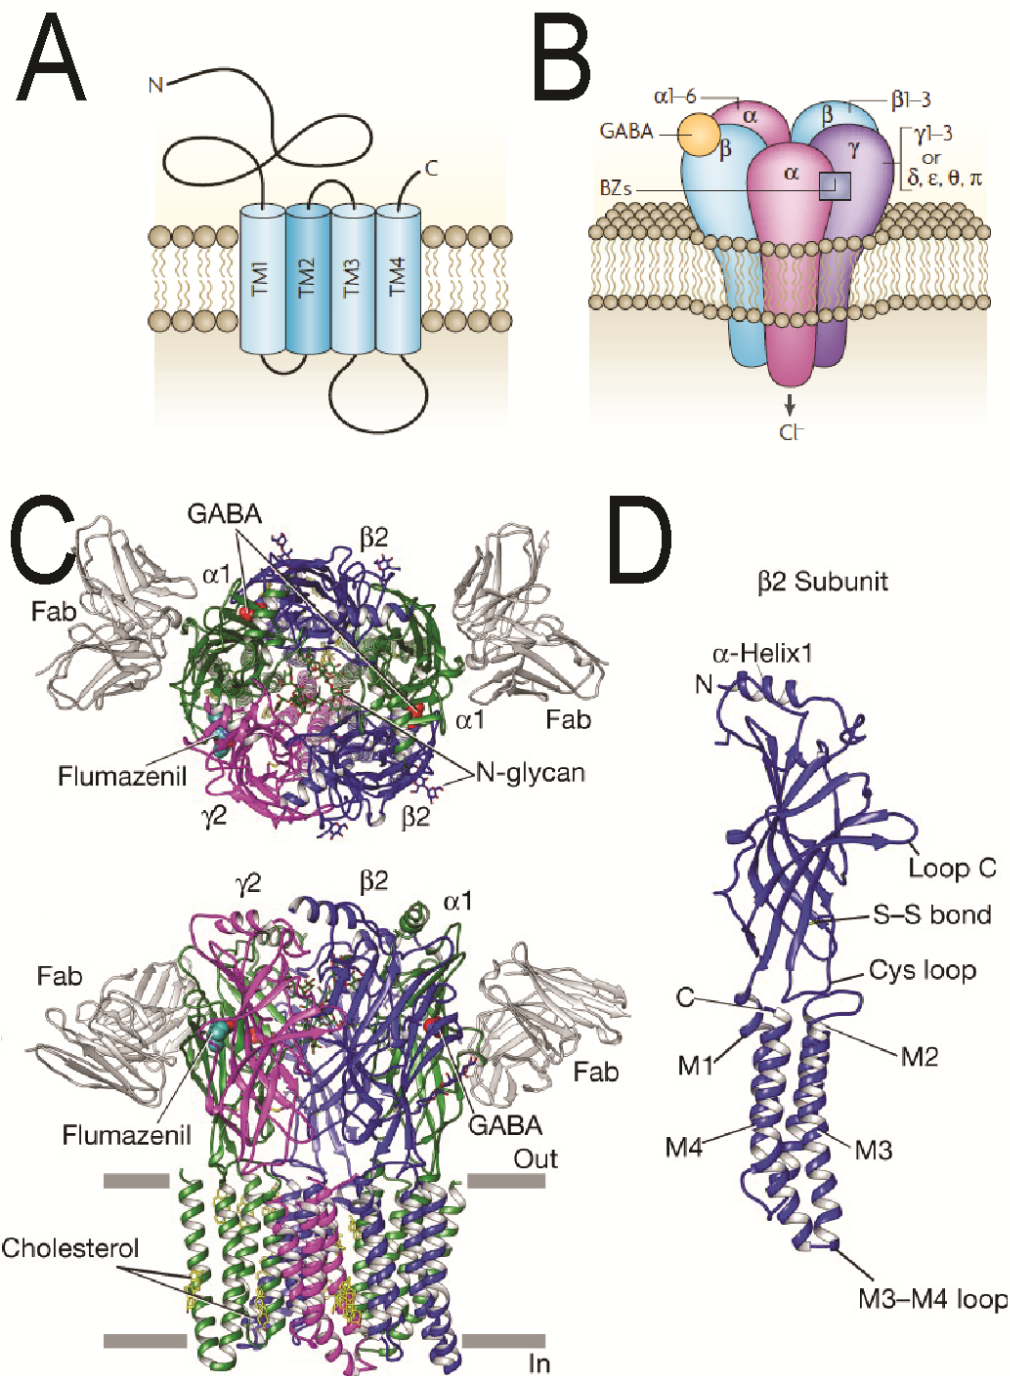 A
N
C
TM1
TM2
TM3
TM4
B
α1–6
β1–3
α
β
GABA
β
γ
γ1–3
or
δ, ε, θ, π
α
BZs
Cl⁻
C
GABA
β2
α1
Fab
α1
Fab
Flumazenil
N-glycan
γ2
β2
γ2
β2
α1
Fab
Fab
Flumazenil
GABA
Out
Cholesterol
In
D
β2 Subunit
α-Helix1
N
Loop C
S–S bond
Cys loop
C
M1
M2
M4
M3
M3–M4 loop